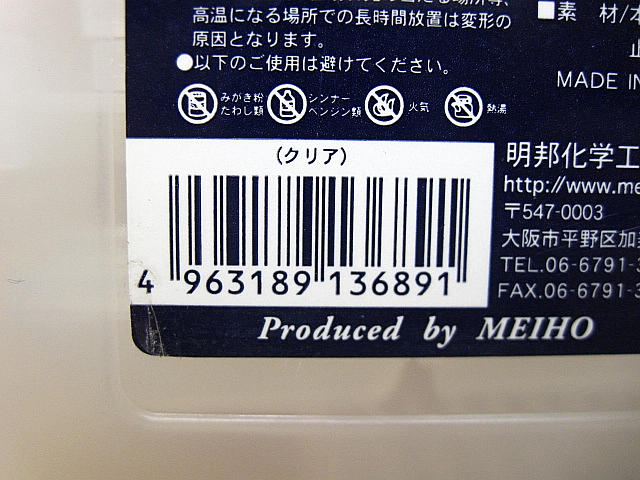 高温になる場所での長時間放置は変形の
原因となります。
●以下のご使用は避けてください。
みがき粉
たわし類
シンナー
ベンジン類
火気
熱湯
■素 材/本
MADE IN
(クリア)
4 963189 136891
明邦化学工
http://www.me
〒547-0003
大阪市平野区加美
TEL.06-6791-3
FAX.06-6791-3
Produced by MEIHO